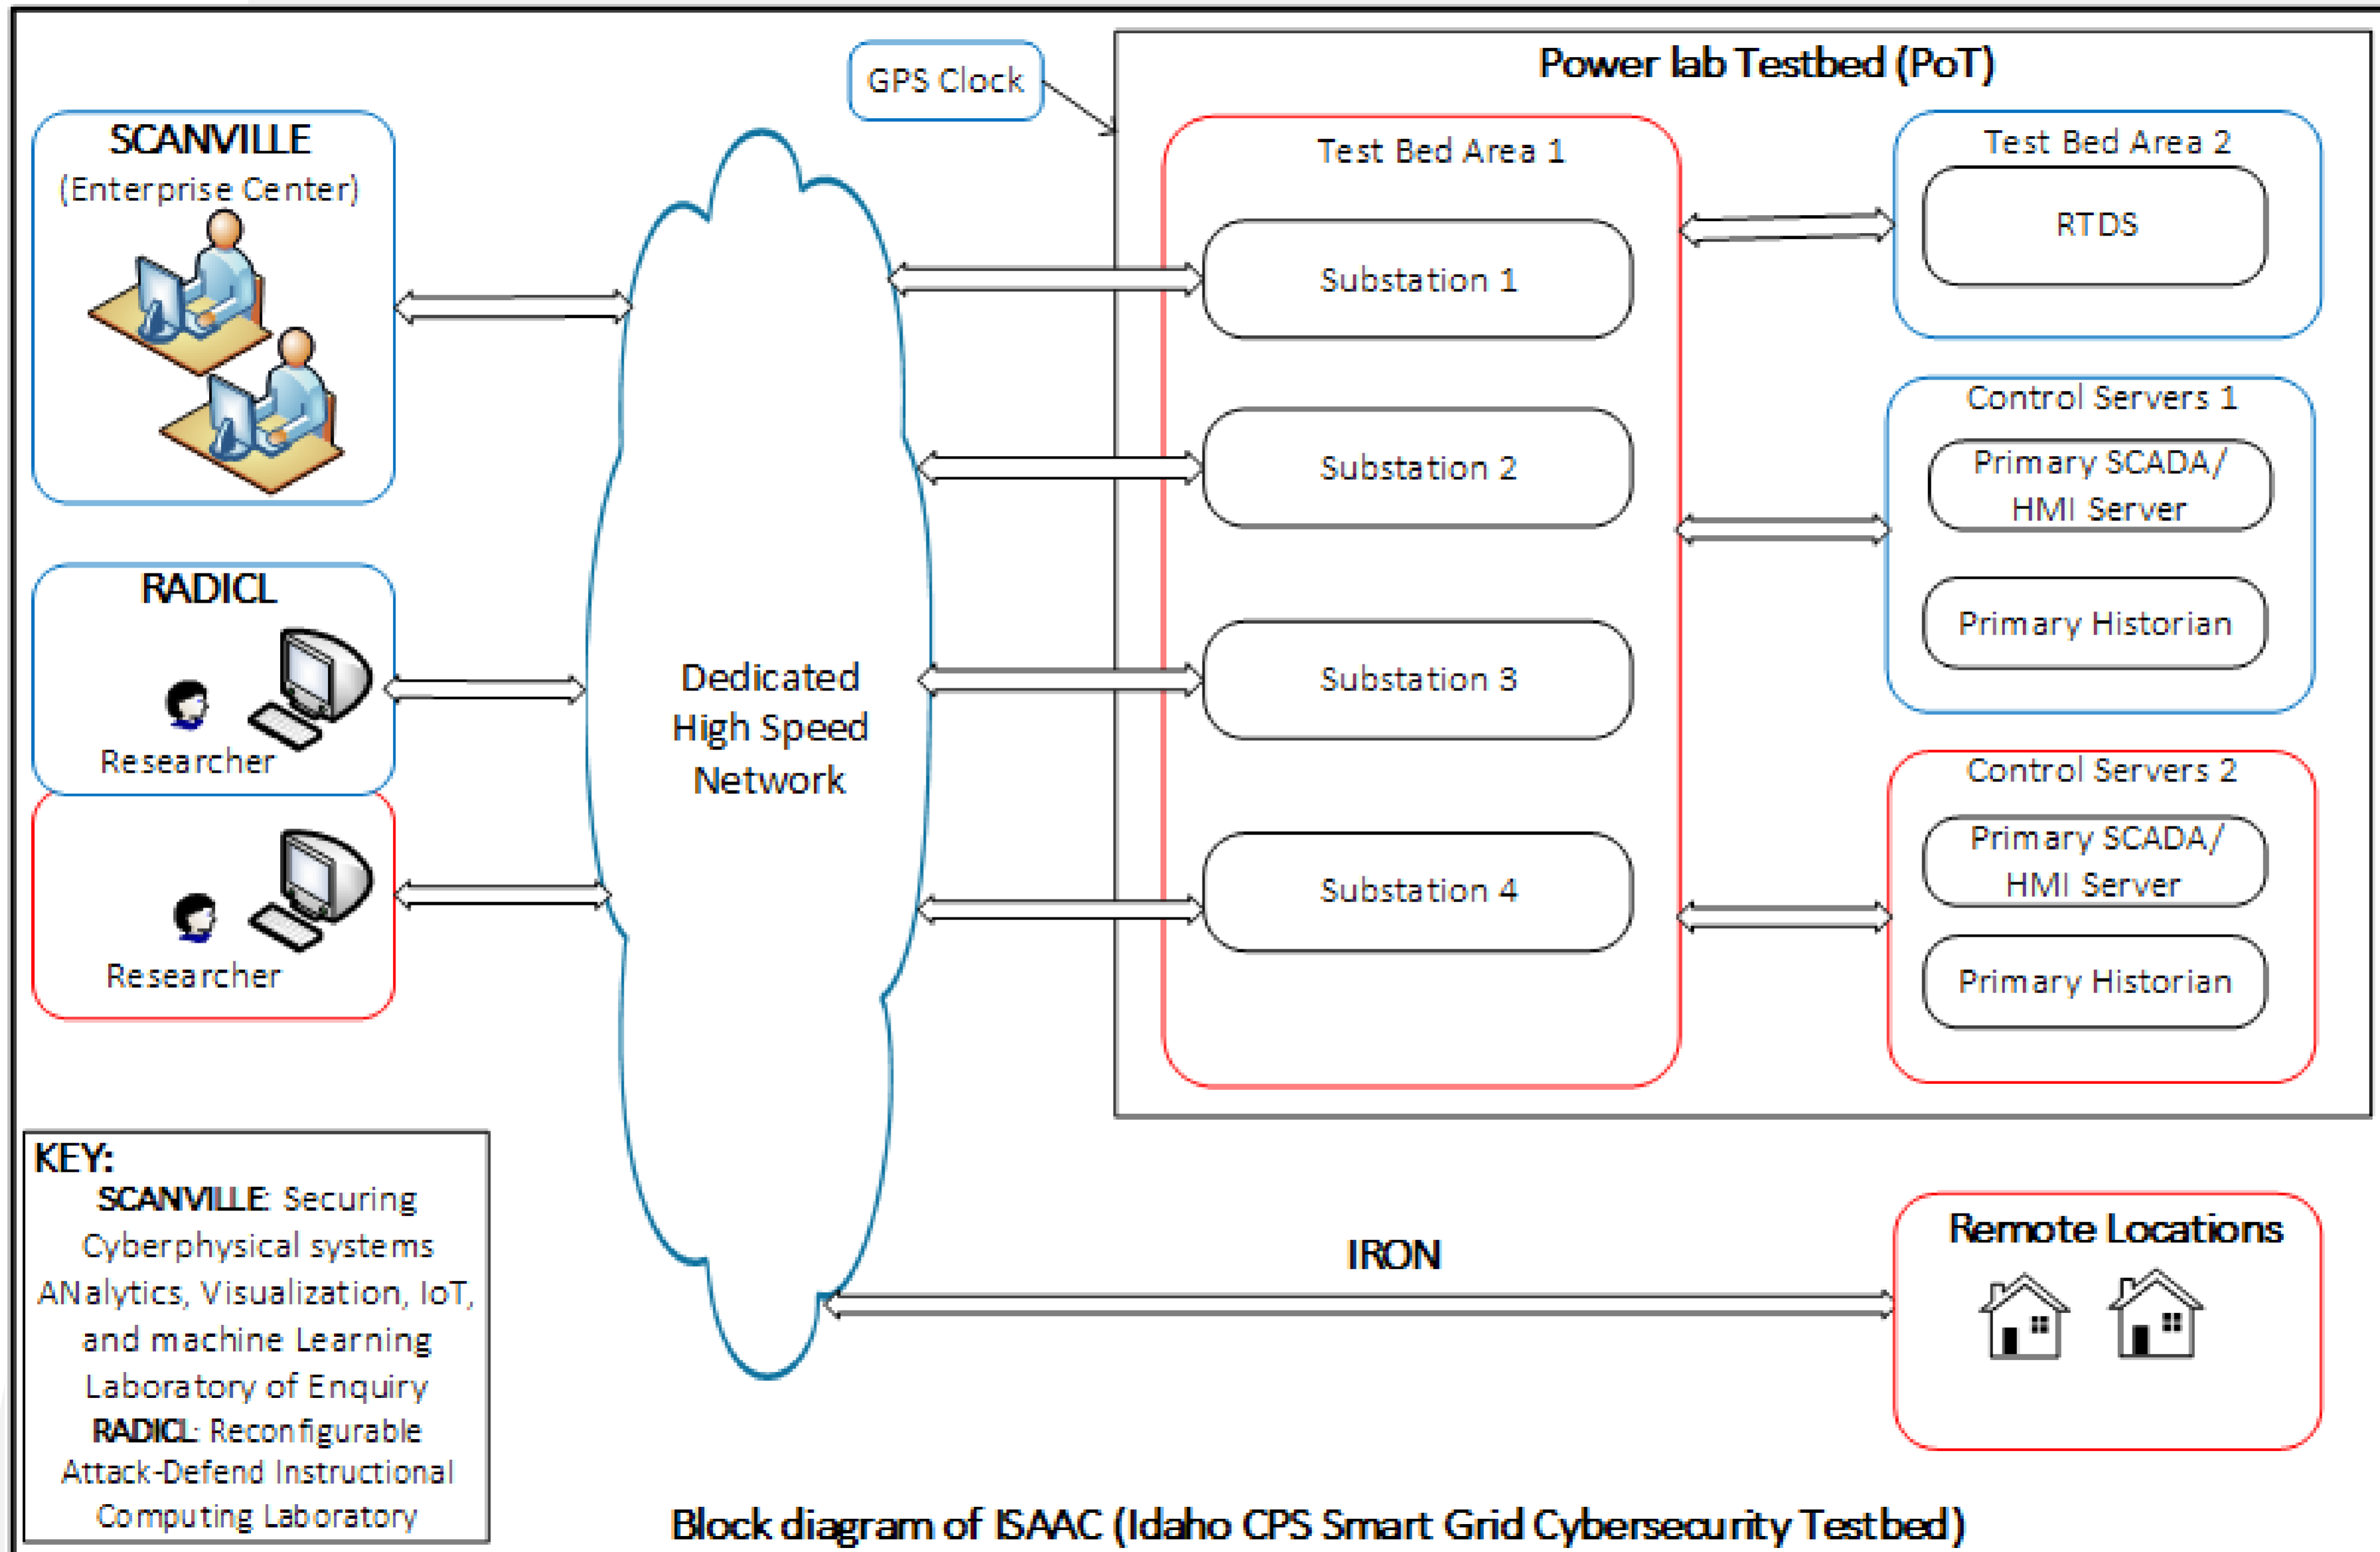 Power lab Testbed (PoT)
GPS Clock
SCANVILLE
(Enterprise Center)
RADICL
Researcher
Researcher
Dedicated
High Speed
Network
Test Bed Area 1
Substation 1
Substation 2
Substation 3
Substation 4
Test Bed Area 2
RTDS
Control Servers 1
Primary SCADA/
HMI Server
Primary Historian
Control Servers 2
Primary SCADA/
HMI Server
Primary Historian
IRON
Remote Locations
KEY:
SCANVILLE: Securing
Cyberphysical systems
ANalytics, Visualization, IoT,
and machine Learning
Laboratory of Enquiry
RADICL: Reconfigurable
Attack-Defend Instructional
Computing Laboratory
Block diagram of ISAAC (Idaho CPS Smart Grid Cybersecurity Testbed)